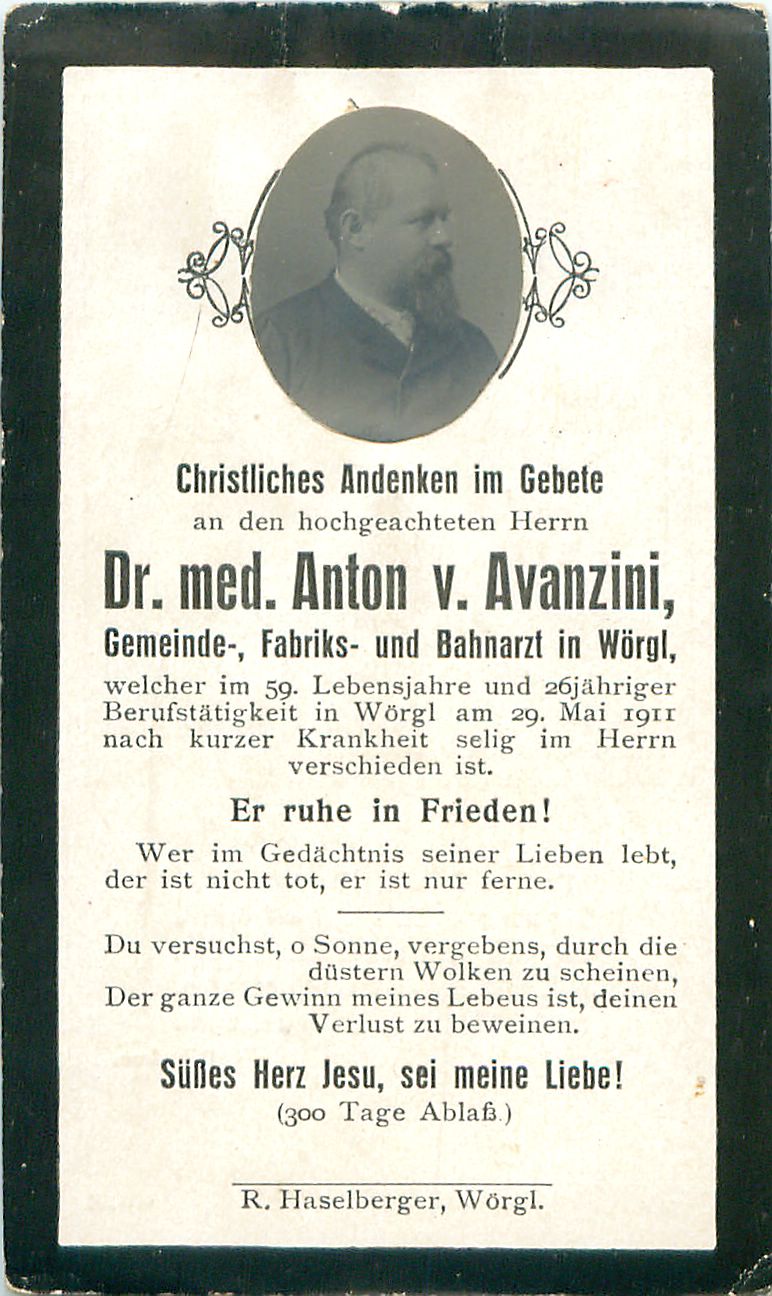 Christliches Andenken im Gebete
an den hochgeachteten Herrn
Dr. med. Anton v. Avanzini,
Gemeinde-, Fabriks- und Bahnarzt in Wörgl,
welcher im 59. Lebensjahre und 26jähriger
Berufstätigkeit in Wörgl am 29. Mai 1911
nach kurzer Krankheit selig im Herrn
verschieden ist.
Er ruhe in Frieden!
Wer im Gedächtnis seiner Lieben lebt,
der ist nicht tot, er ist nur ferne.
Du versuchst, o Sonne, vergebens, durch die
düstern Wolken zu scheinen,
Der ganze Gewinn meines Lebeus ist, deinen
Verlust zu beweinen.
Süßes Herz Jesu, sei meine Liebe!
(300 Tage Ablaß.)
R. Haselberger, Wörgl.